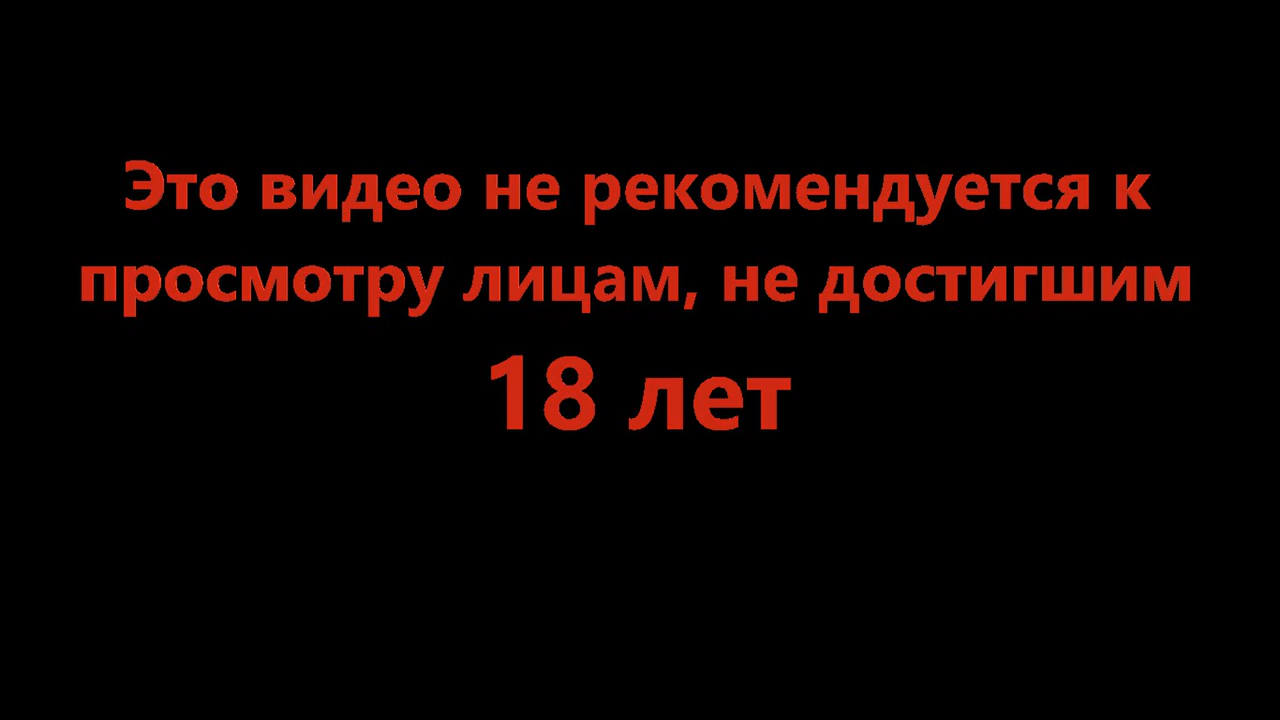 Это видео не рекомендуется к
просмотру лицам, не достигшим
18 лет